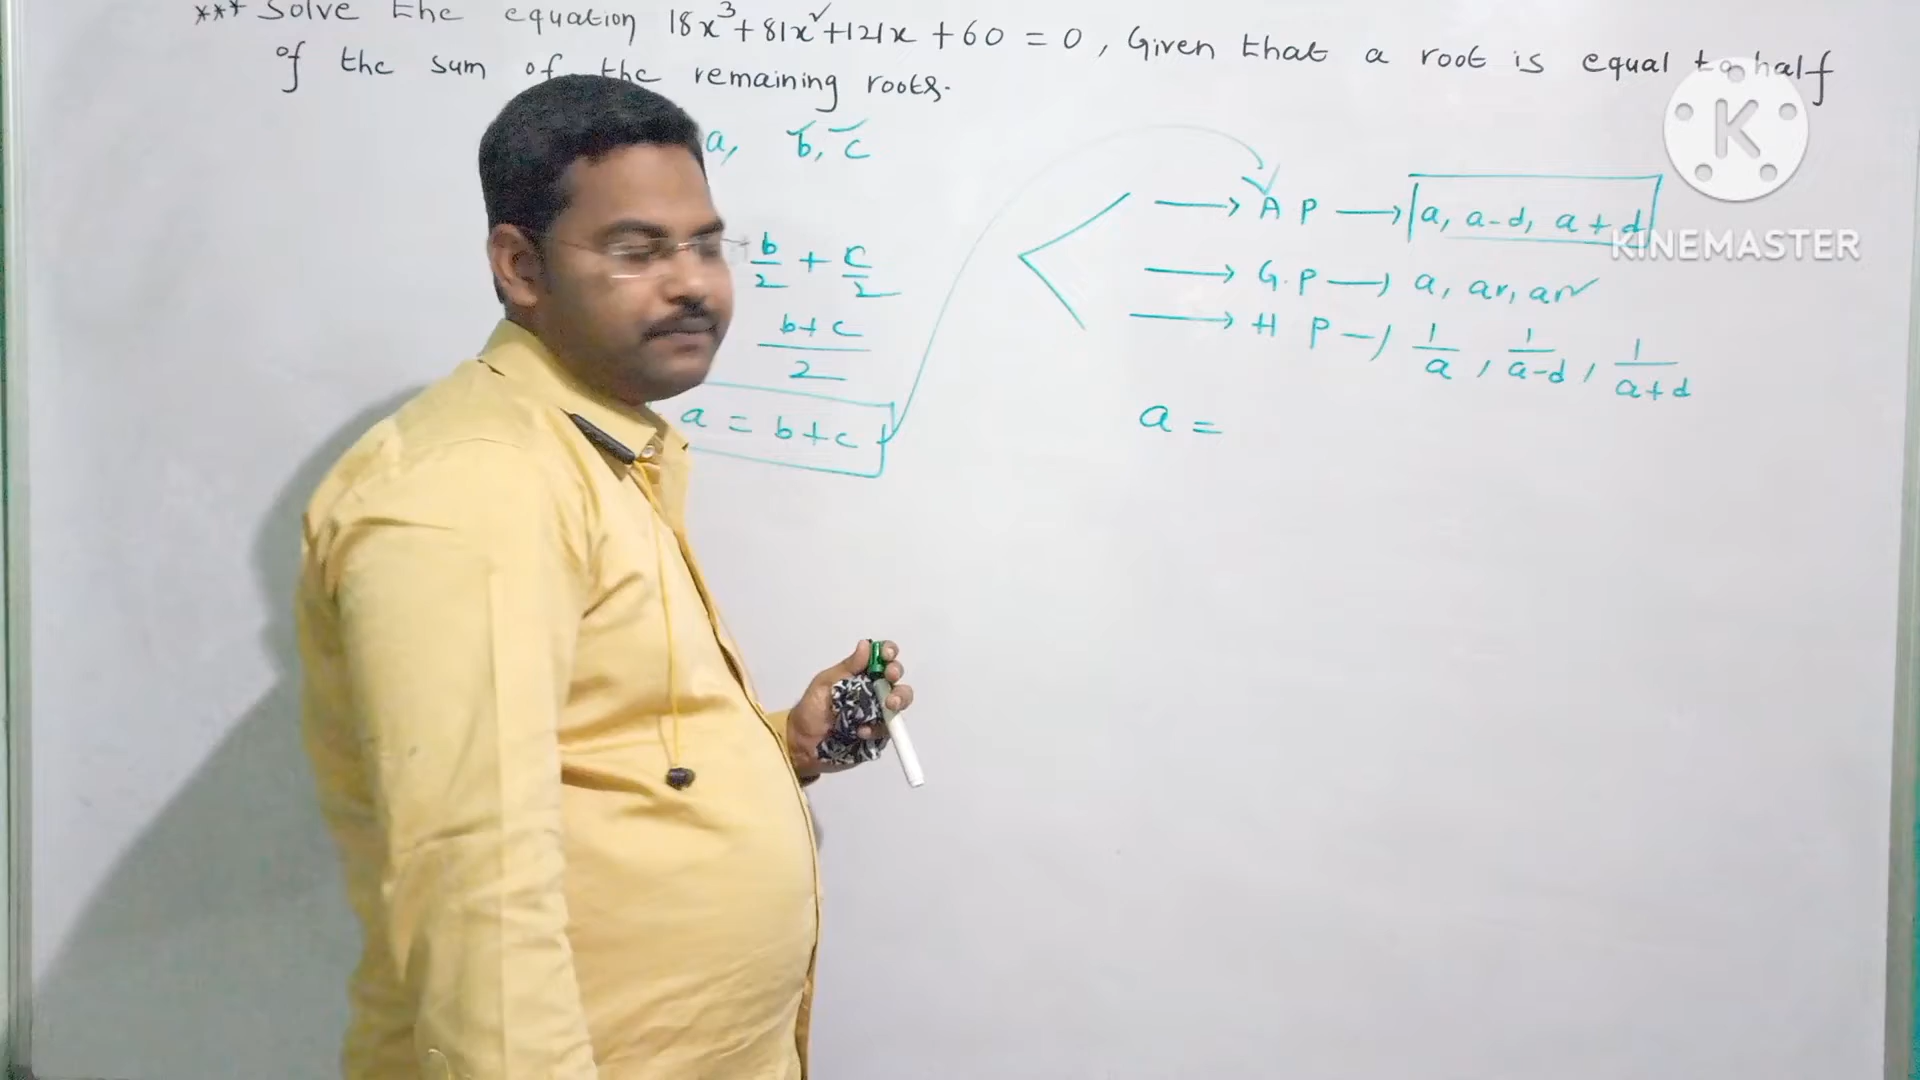 *** Solve the equation 18x³+81x²+121x+60=0, Given that a root is equal to half
of the sum of the remaining roots.
a, b, c
b/2 + c/2
(b+c)/2
a = b+c
→ A P → a, a-d, a+d
→ G.P → a, ar, ar²
→ H P → 1/a, 1/(a-d), 1/(a+d)
a =
K
KINEMASTER